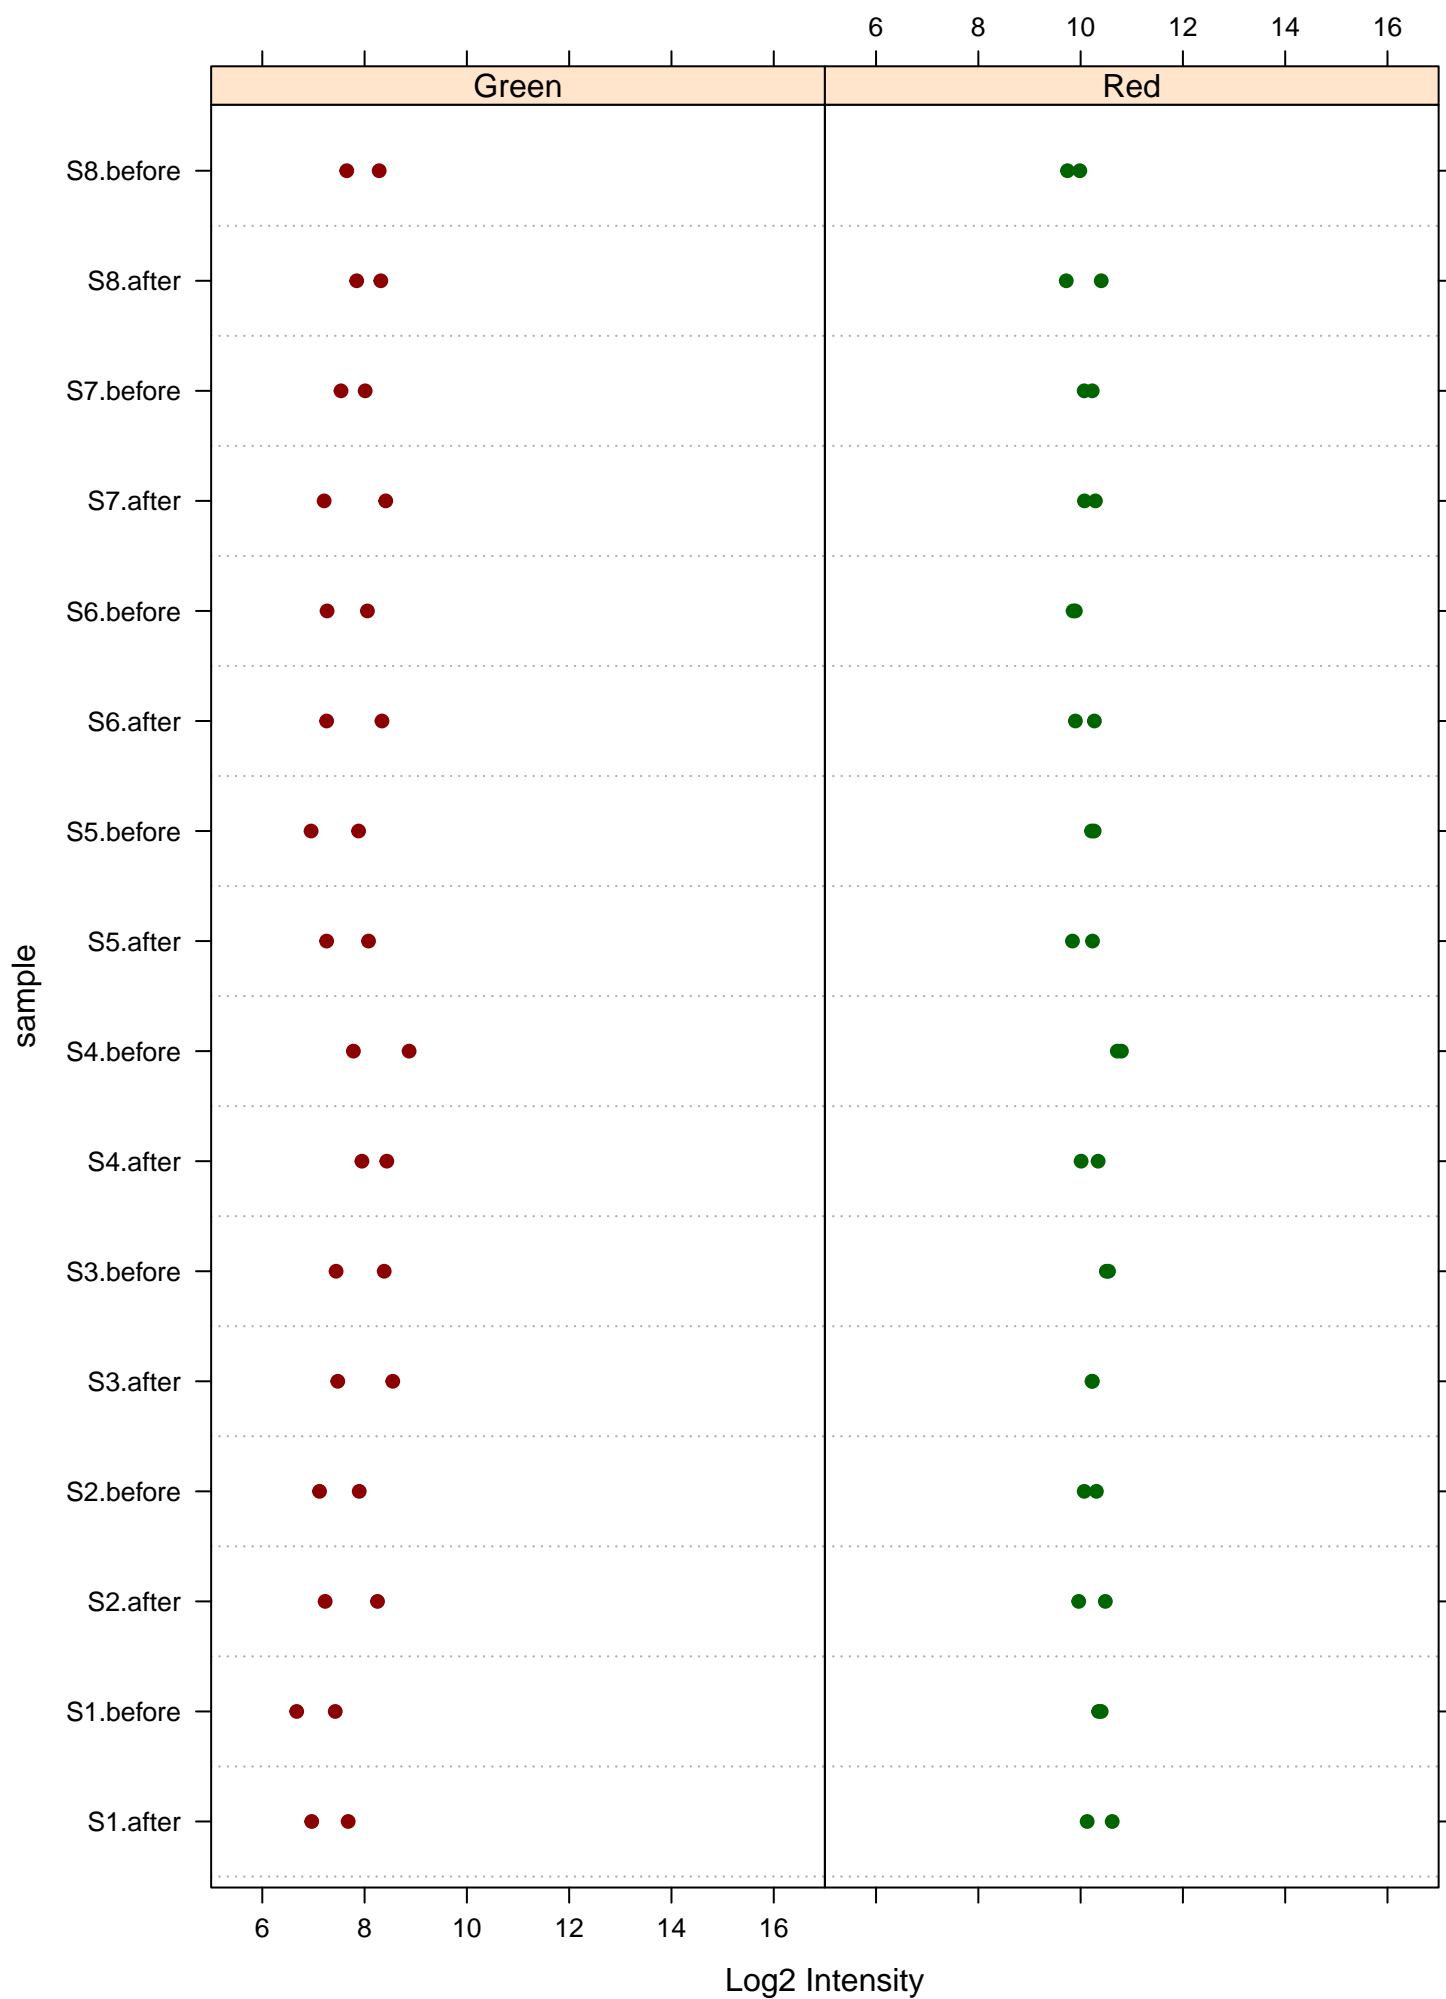 6 8 10 12 14 16
Green Red
S8.before
S8.after
S7.before
S7.after
S6.before
S6.after
S5.before
S5.after
sample
S4.before
S4.after
S3.before
S3.after
S2.before
S2.after
S1.before
S1.after
6 8 10 12 14 16
Log2 Intensity